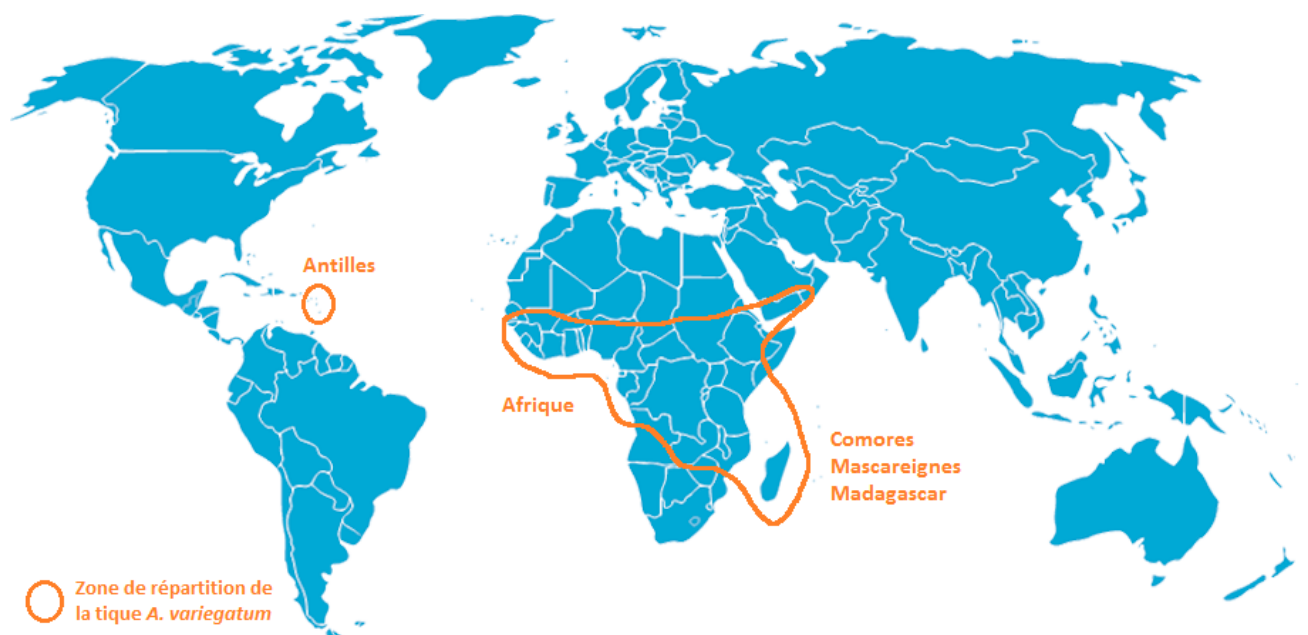 Antilles
Afrique
Comores
Mascareignes
Madagascar
Zone de répartition de
la tique A. variegatum